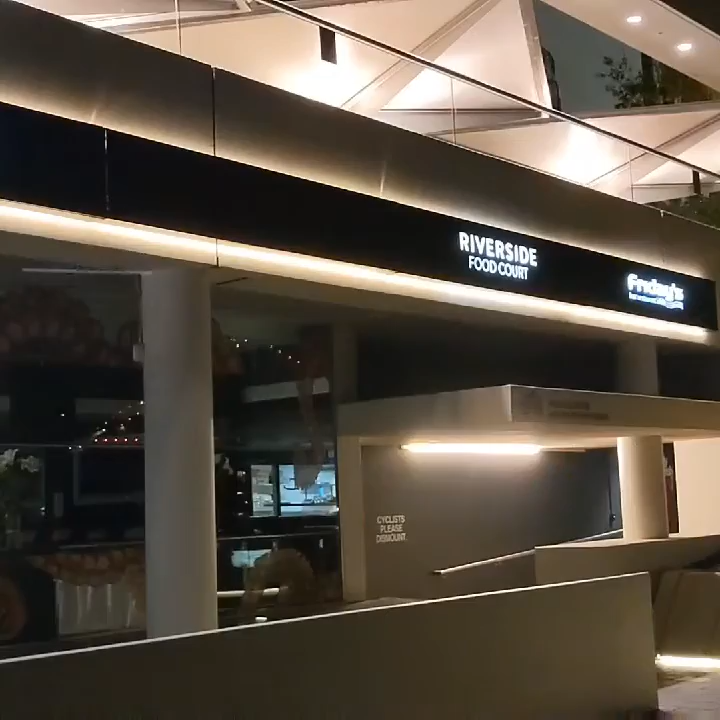 RIVERSIDE
FOOD COURT
Friday's
CYCLISTS
PLEASE
DISMOUNT.